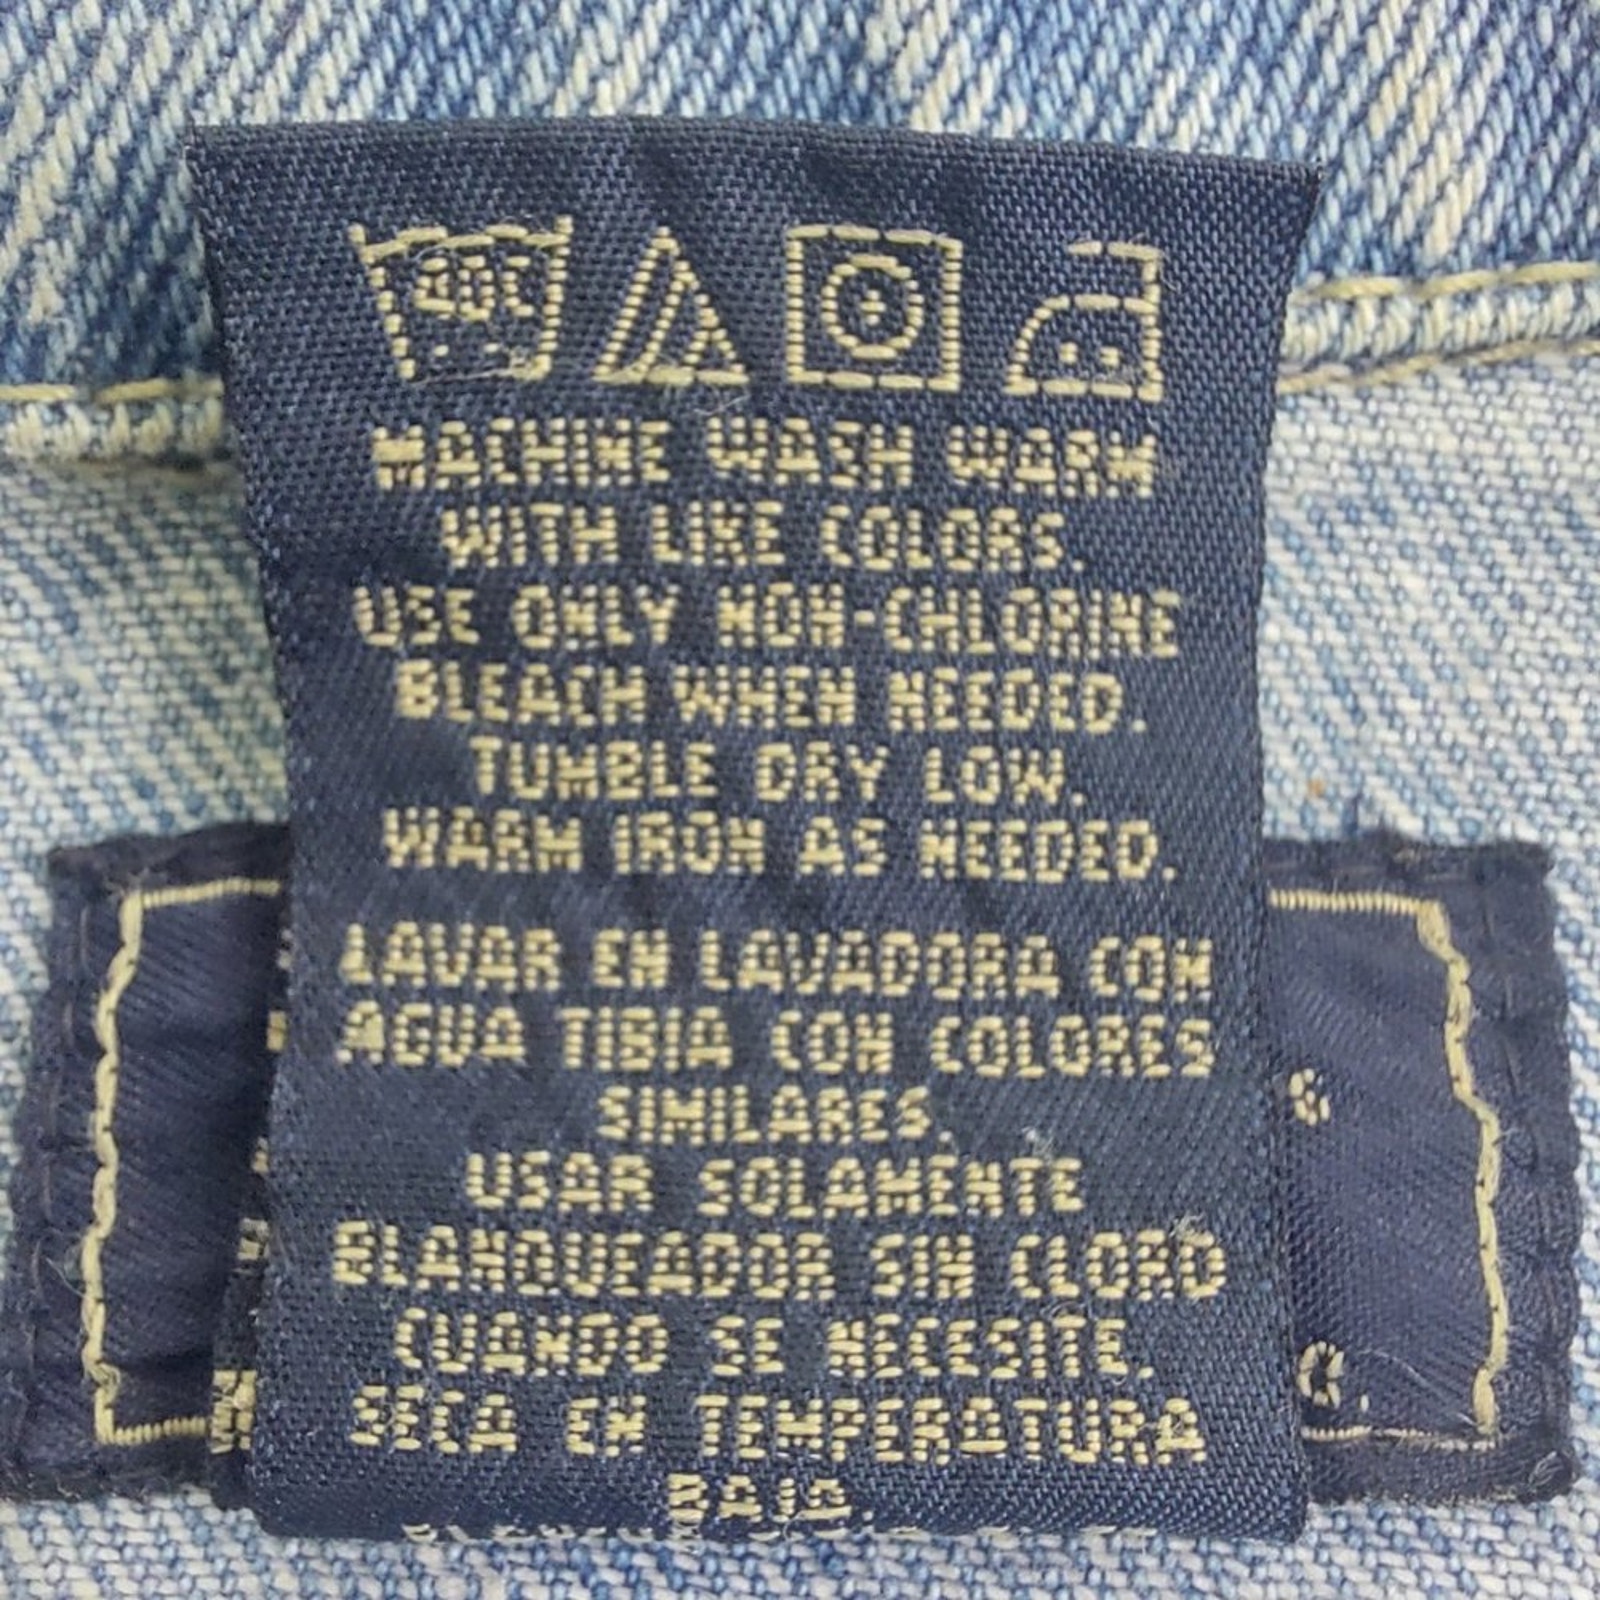 40C
MACHINE WASH WARM
WITH LIKE COLORS.
USE ONLY NON-CHLORINE
BLEACH WHEN NEEDED.
TUMBLE DRY LOW.
WARM IRON AS NEEDED.
LAVAR EN LAVADORA CON
AGUA TIBIA CON COLORES
SIMILARES.
USAR SOLAMENTE
BLANQUEADOR SIN CLORO
CUANDO SE NECESITE.
SECA EN TEMPERATURA
BAJA.